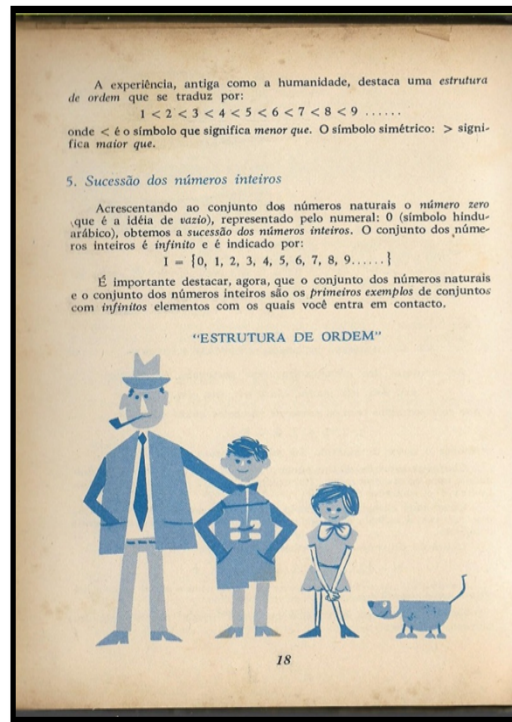 A experiência, antiga como a humanidade, destaca uma estrutura
de ordem que se traduz por:
1 < 2 < 3 < 4 < 5 < 6 < 7 < 8 < 9 ......
onde < é o símbolo que significa menor que. O símbolo simétrico: > signi-
fica maior que.
5. Sucessão dos números inteiros
Acrescentando ao conjunto dos números naturais o número zero
(que é a idéia de vazio), representado pelo numeral: 0 (símbolo hindu-
arábico), obtemos a sucessão dos números inteiros. O conjunto dos núme-
ros inteiros é infinito e é indicado por:
I = {0, 1, 2, 3, 4, 5, 6, 7, 8, 9......}
É importante destacar, agora, que o conjunto dos números naturais
e o conjunto dos números inteiros são os primeiros exemplos de conjuntos
com infinitos elementos com os quais você entra em contacto.
"ESTRUTURA DE ORDEM"
18